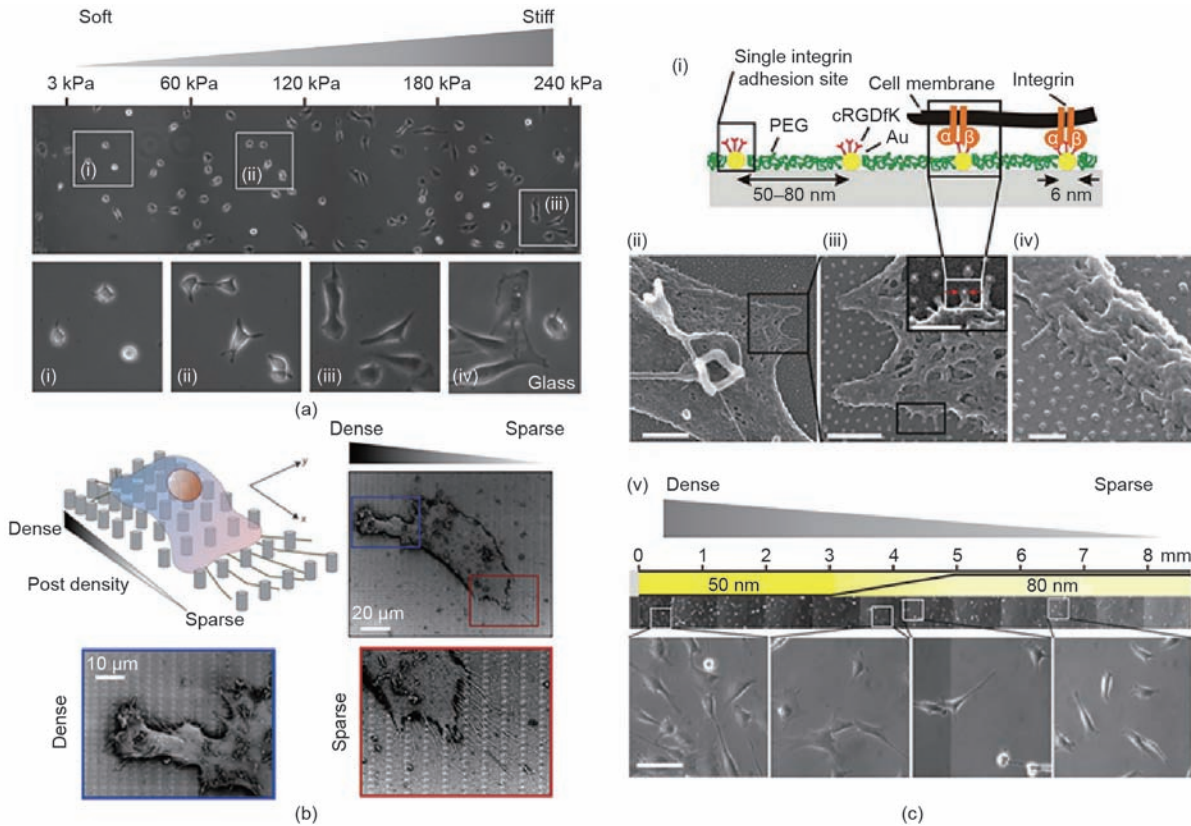 Soft
Stiff
3 kPa
60 kPa
120 kPa
180 kPa
240 kPa
(i)
(ii)
(iii)
(i)
(ii)
(iii)
(iv)
Glass
(a)
Dense
Post density
Sparse
y
x
Dense
Sparse
20 μm
10 μm
Dense
Sparse
(b)
(i)
Single integrin
adhesion site
Cell membrane
Integrin
cRGDfK
PEG
Au
α
β
α
β
50–80 nm
6 nm
(ii)
(iii)
(iv)
(v)
Dense
Sparse
0 1 2 3 4 5 6 7 8 mm
50 nm
80 nm
(c)